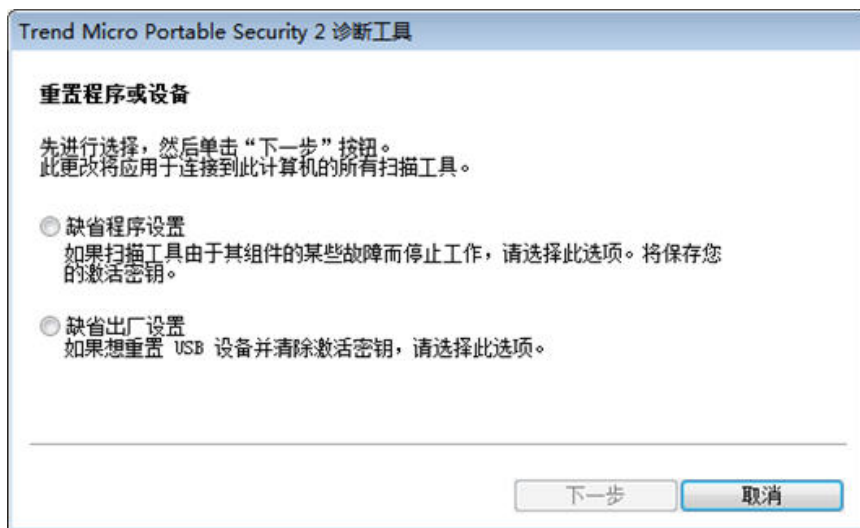 Trend Micro Portable Security 2 诊断工具
重置程序或设备
先进行选择，然后单击“下一步”按钮。
此更改将应用于连接到此计算机的所有扫描工具。
缺省程序设置
如果扫描工具由于其组件的某些故障而停止工作，请选择此选项。将保存您
的激活密钥。
缺省出厂设置
如果想重置 USB 设备并清除激活密钥，请选择此选项。
下一步
取消